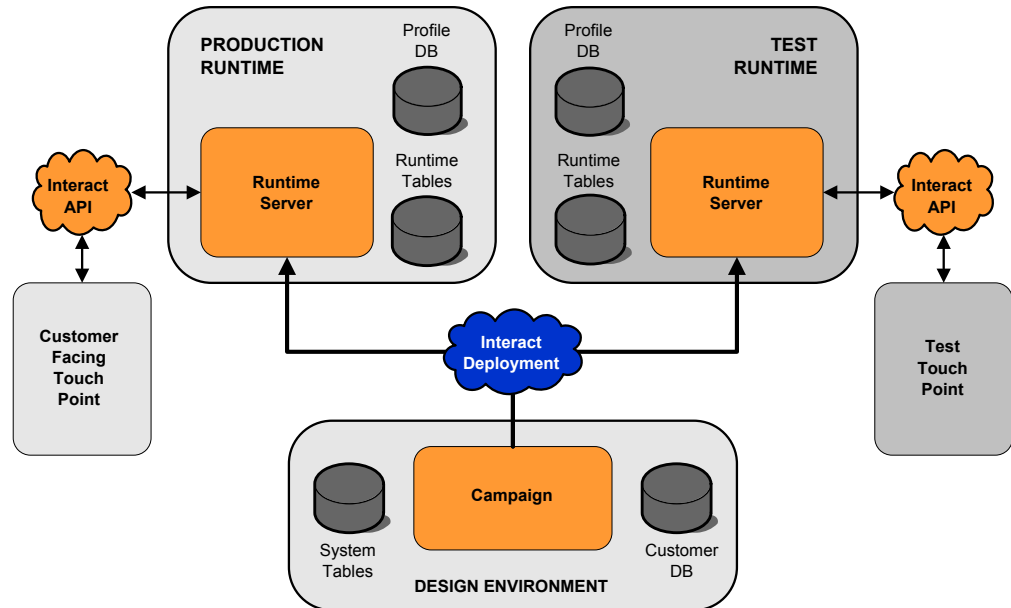 PRODUCTION
RUNTIME
Profile
DB
Runtime
Server
Runtime
Tables
Profile
DB
TEST
RUNTIME
Runtime
Tables
Runtime
Server
Interact
API
Interact
API
Customer
Facing
Touch
Point
Interact
Deployment
Test
Touch
Point
System
Tables
Campaign
Customer
DB
DESIGN ENVIRONMENT